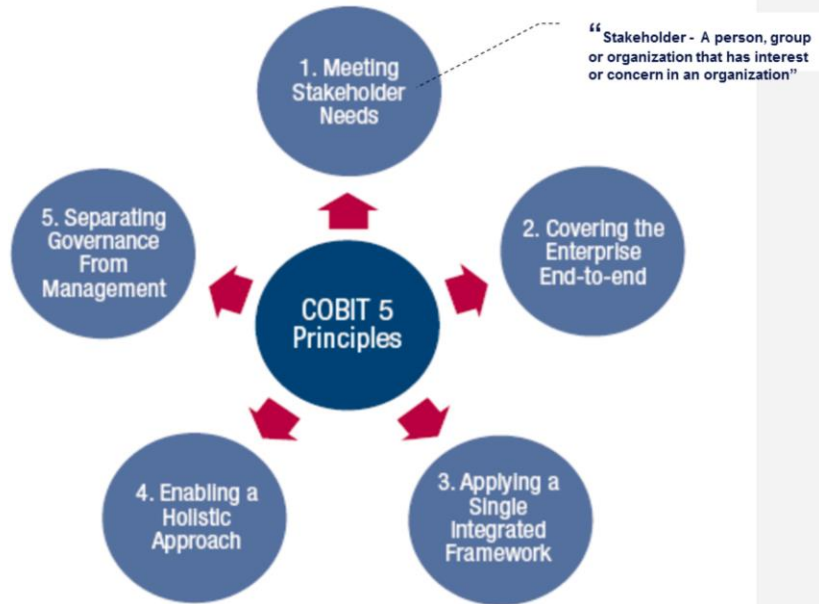 “Stakeholder - A person, group
or organization that has interest
or concern in an organization”
1. Meeting
Stakeholder
Needs
2. Covering the
Enterprise
End-to-end
3. Applying a
Single
Integrated
Framework
4. Enabling a
Holistic
Approach
5. Separating
Governance
From
Management
COBIT 5
Principles